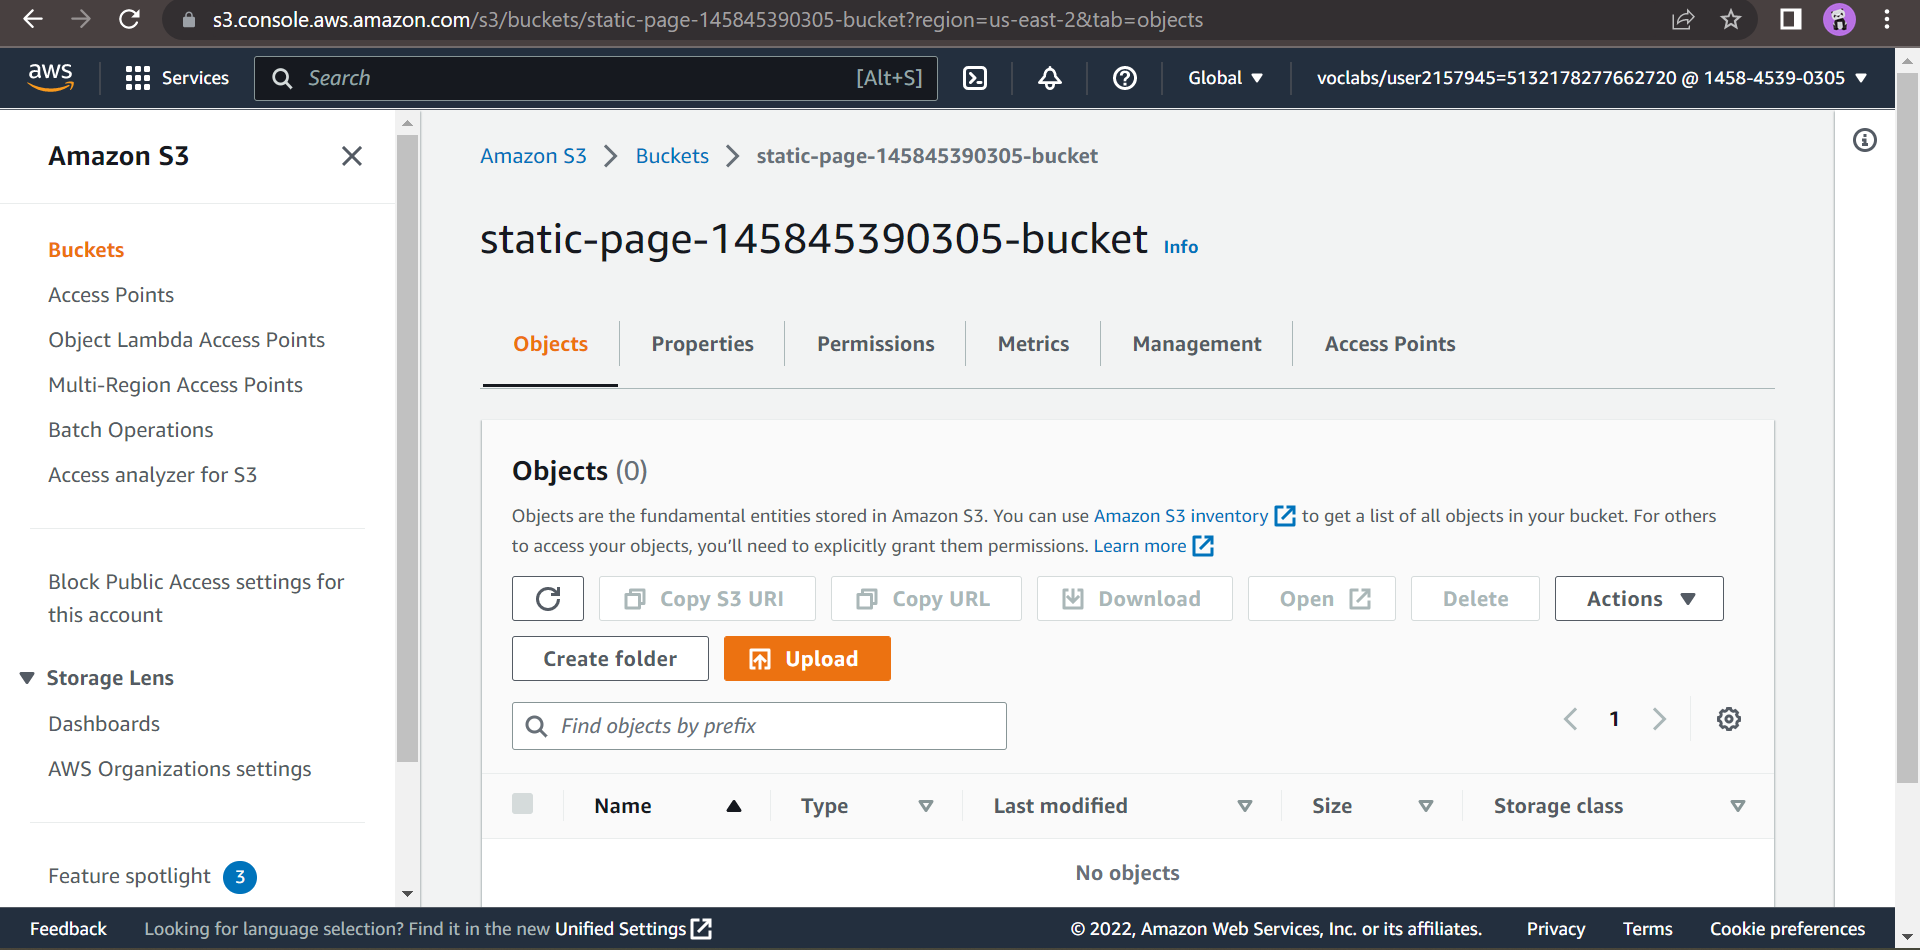 s3.console.aws.amazon.com/s3/buckets/static-page-145845390305-bucket?region=us-east-2&tab=objects
aws
Services
Search
[Alt+S]
Global
voclabs/user2157945=5132178277662720 @ 1458-4539-0305
Amazon S3
Buckets
Access Points
Object Lambda Access Points
Multi-Region Access Points
Batch Operations
Access analyzer for S3
Block Public Access settings for
this account
Storage Lens
Dashboards
AWS Organizations settings
Feature spotlight 3
Amazon S3 > Buckets > static-page-145845390305-bucket
static-page-145845390305-bucket Info
Objects
Properties
Permissions
Metrics
Management
Access Points
Objects (0)
Objects are the fundamental entities stored in Amazon S3. You can use Amazon S3 inventory to get a list of all objects in your bucket. For others
to access your objects, you’ll need to explicitly grant them permissions. Learn more
Copy S3 URI
Copy URL
Download
Open
Delete
Actions
Create folder
Upload
Find objects by prefix
1
Name
Type
Last modified
Size
Storage class
No objects
Feedback
Looking for language selection? Find it in the new Unified Settings
© 2022, Amazon Web Services, Inc. or its affiliates.
Privacy
Terms
Cookie preferences